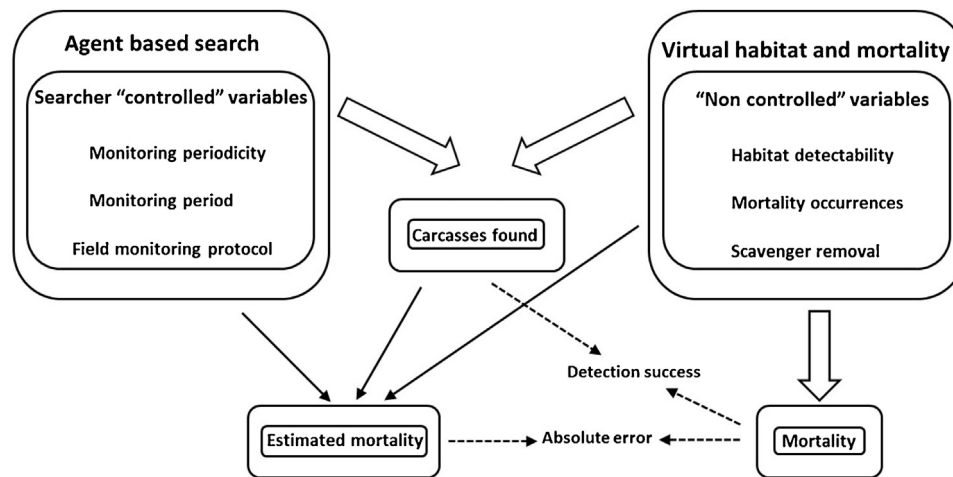 Agent based search
Searcher “controlled” variables
Monitoring periodicity
Monitoring period
Field monitoring protocol
Virtual habitat and mortality
“Non controlled” variables
Habitat detectability
Mortality occurrences
Scavenger removal
Carcasses found
Detection success
Estimated mortality
Absolute error
Mortality